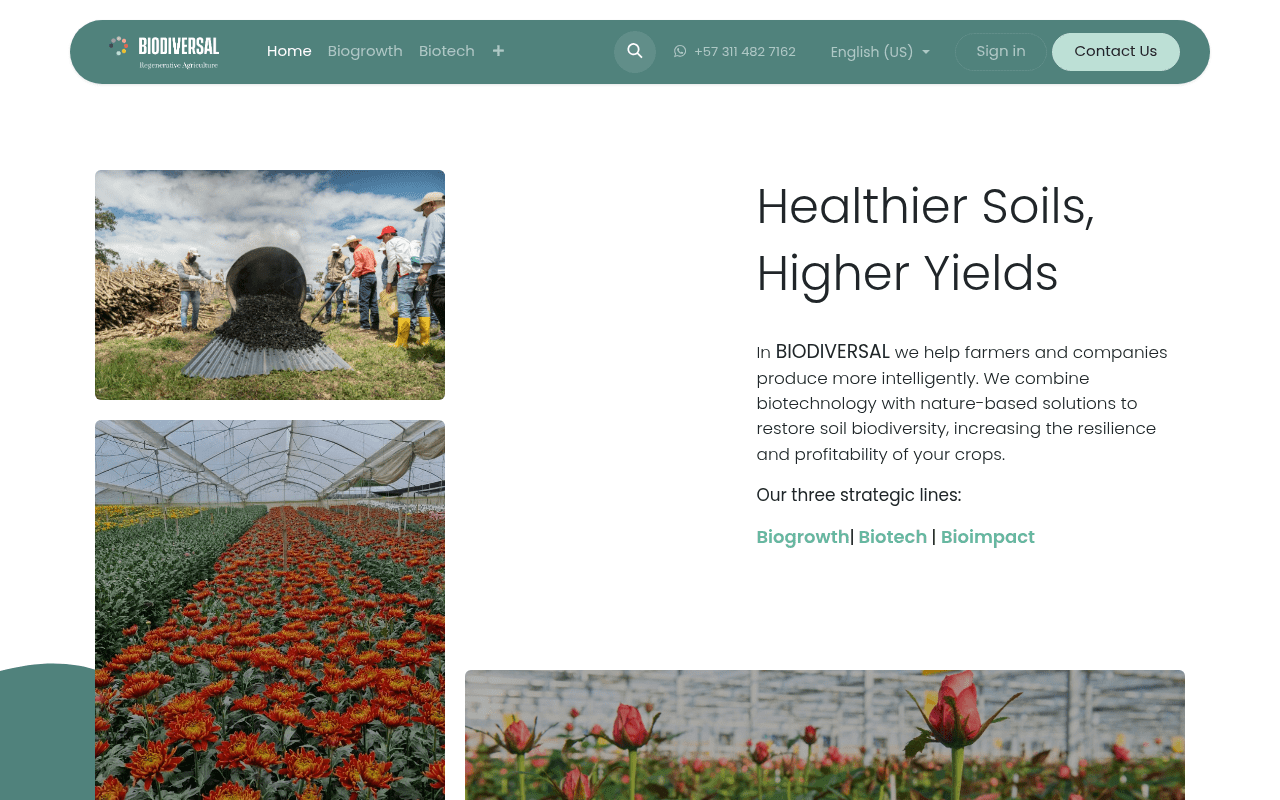 BIODIVERSAL
Regenerative Agriculture
Home Biogrowth Biotech +
+57 311 482 7162
English (US)
Sign in
Contact Us
Healthier Soils,
Higher Yields
In BIODIVERSAL we help farmers and companies
produce more intelligently. We combine
biotechnology with nature-based solutions to
restore soil biodiversity, increasing the resilience
and profitability of your crops.
Our three strategic lines:
Biogrowth| Biotech | Bioimpact